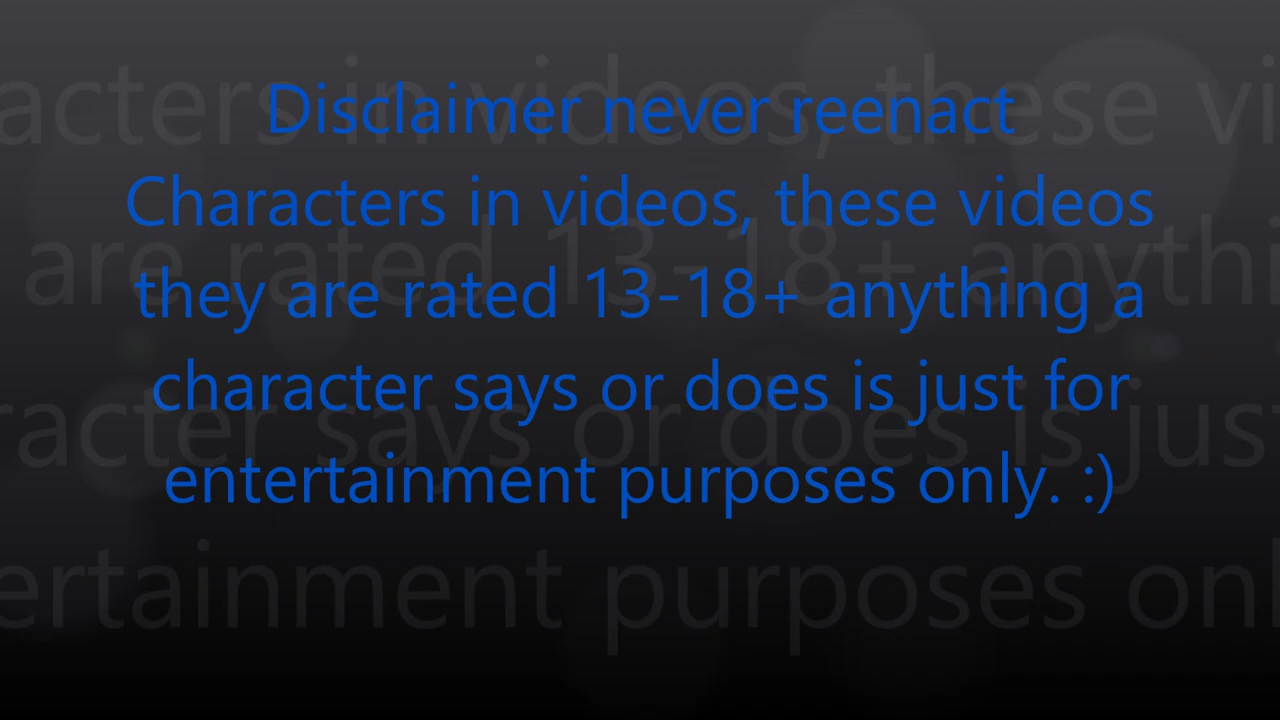 Disclaimer never reenact
Characters in videos, these videos
they are rated 13-18+ anything a
character says or does is just for
entertainment purposes only. :)